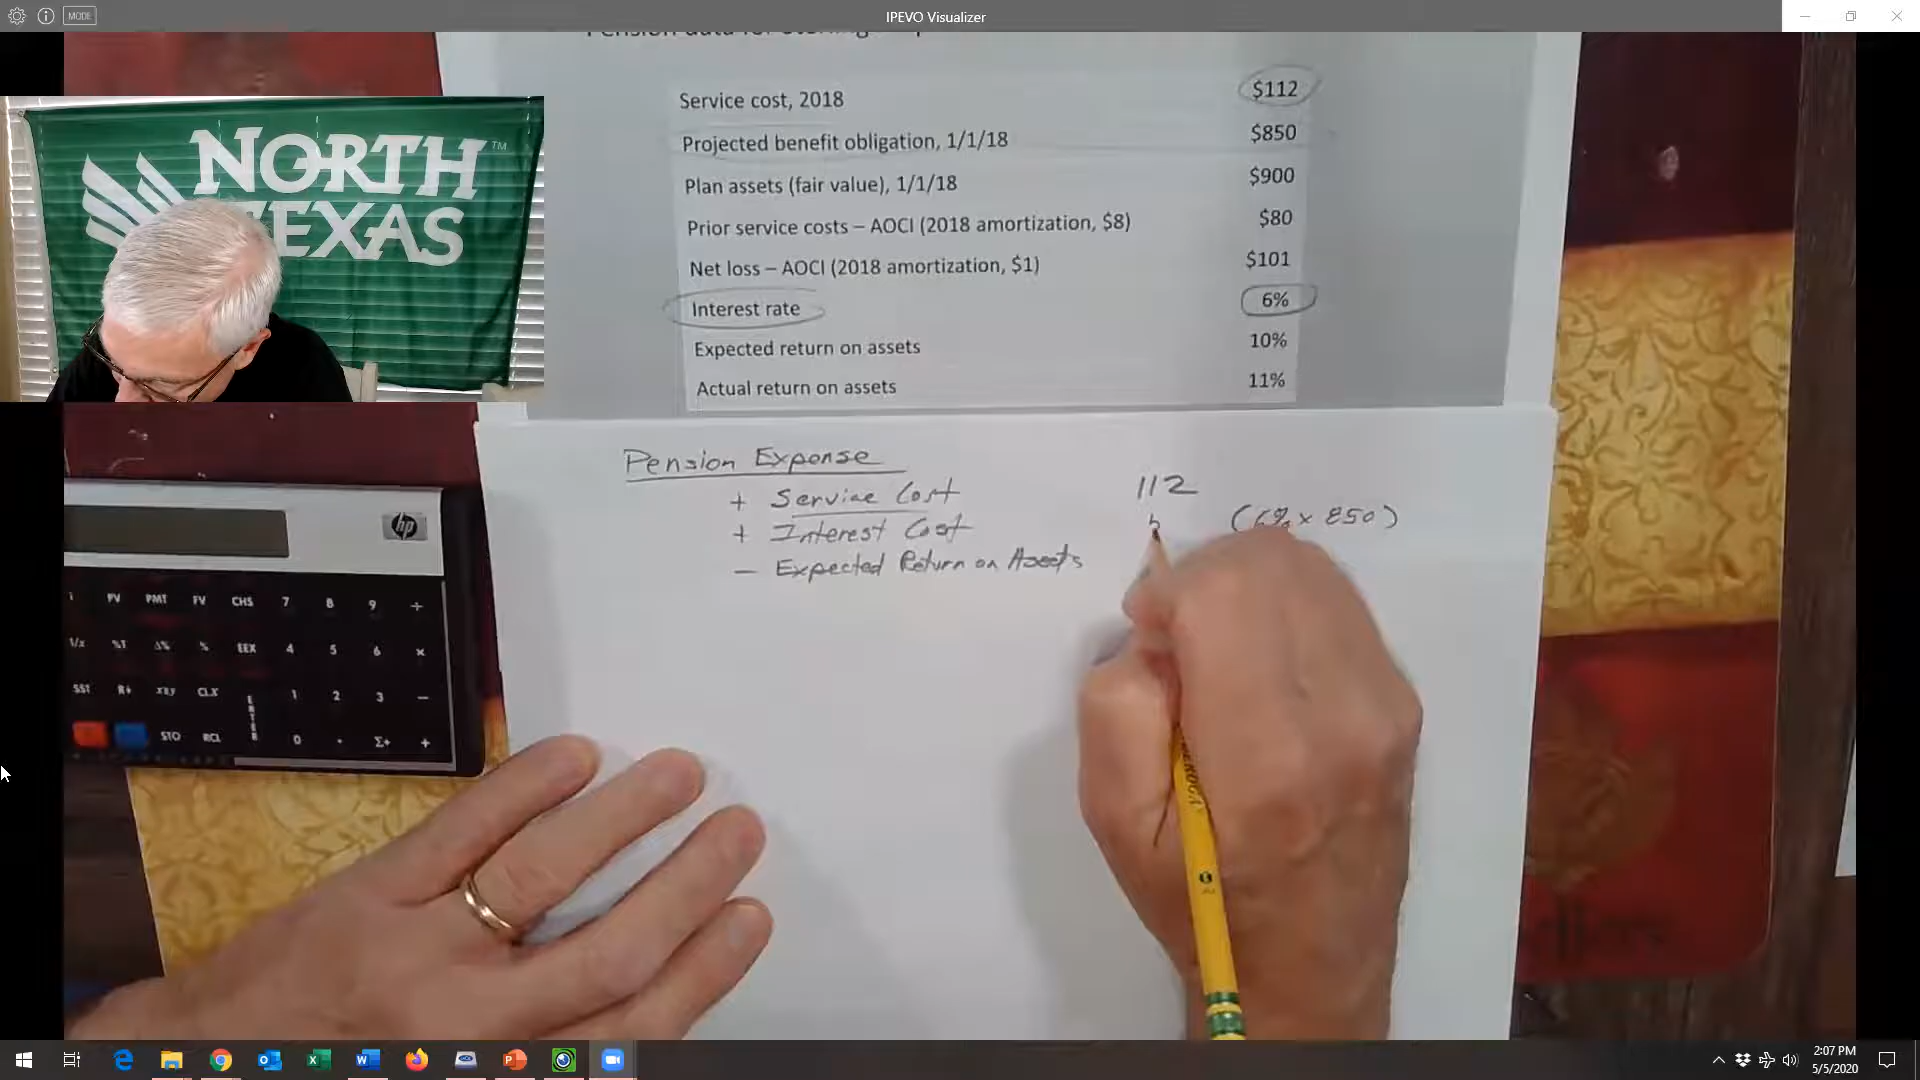 MODE
IPEVO Visualizer
Service cost, 2018 $112
Projected benefit obligation, 1/1/18 $850
Plan assets (fair value), 1/1/18 $900
Prior service costs – AOCI (2018 amortization, $8) $80
Net loss – AOCI (2018 amortization, $1) $101
Interest rate 6%
Expected return on assets 10%
Actual return on assets 11%
NORTH TM
TEXAS
Pension Expense
+ Service Cost 112
+ Interest Cost 5 (6% x 850)
— Expected Return on Assets
hp
PV PMT FV CHS 7 8 9 ÷
1/x %T Δ% % EEX 4 5 6 ×
SST R↓ x≷y CLX ENTER 1 2 3 −
STO RCL 0 · Σ+ +
2:07 PM
5/5/2020